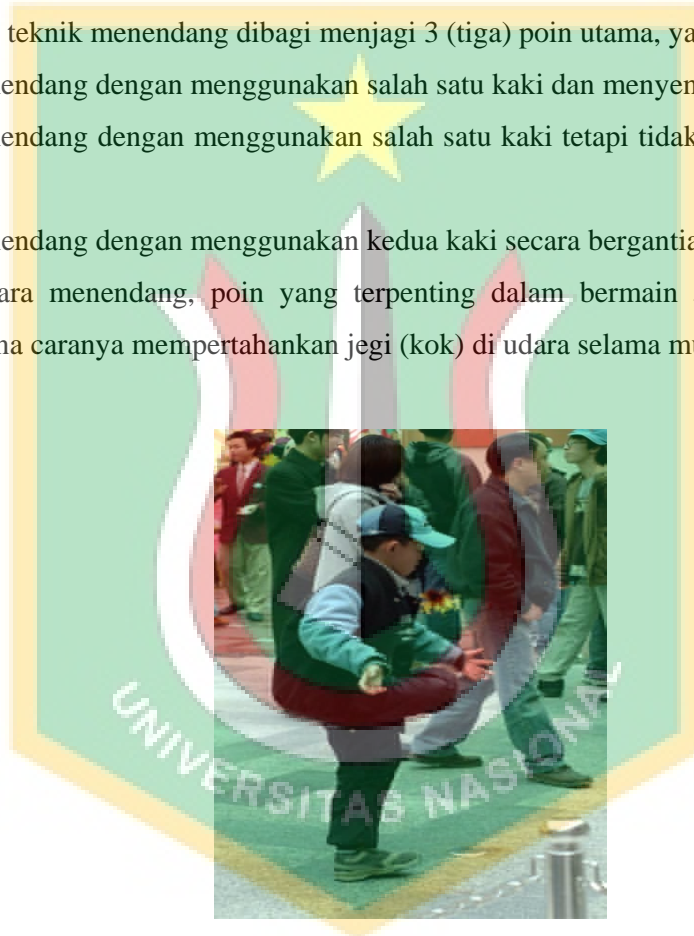 teknik menendang dibagi menjagi 3 (tiga) poin utama, ya
endang dengan menggunakan salah satu kaki dan menyen
endang dengan menggunakan salah satu kaki tetapi tidak
endang dengan menggunakan kedua kaki secara bergantia
ara menendang, poin yang terpenting dalam bermain
na caranya mempertahankan jegi (kok) di udara selama mu
UNIVERSITAS NASIONAL